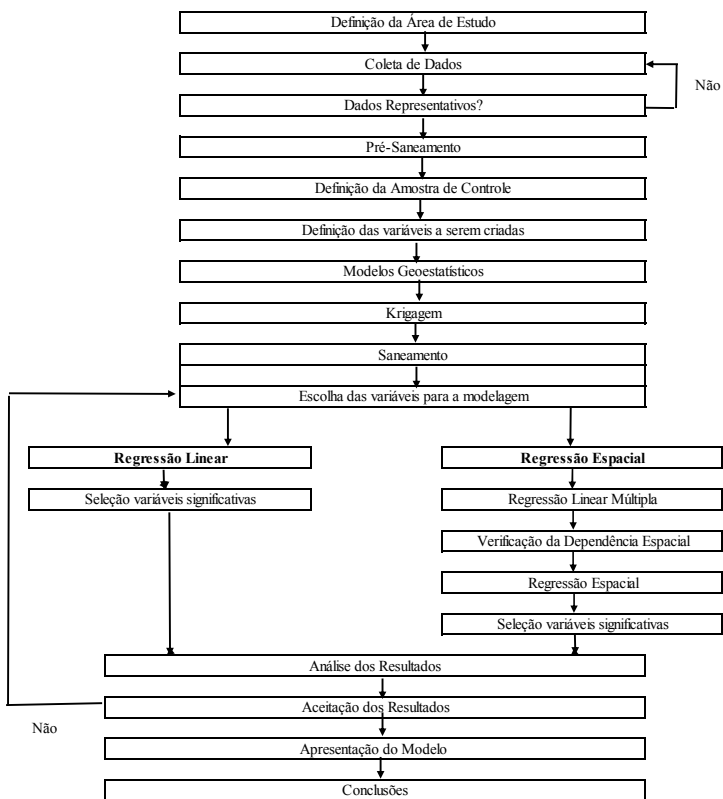 Definição da Área de Estudo
Coleta de Dados
Não
Dados Representativos?
Pré-Saneamento
Definição da Amostra de Controle
Definição das variáveis a serem criadas
Modelos Geoestatísticos
Krigagem
Saneamento
Escolha das variáveis para a modelagem
Regressão Linear
Seleção variáveis significativas
Regressão Espacial
Regressão Linear Múltipla
Verificação da Dependência Espacial
Regressão Espacial
Seleção variáveis significativas
Análise dos Resultados
Aceitação dos Resultados
Não
Apresentação do Modelo
Conclusões